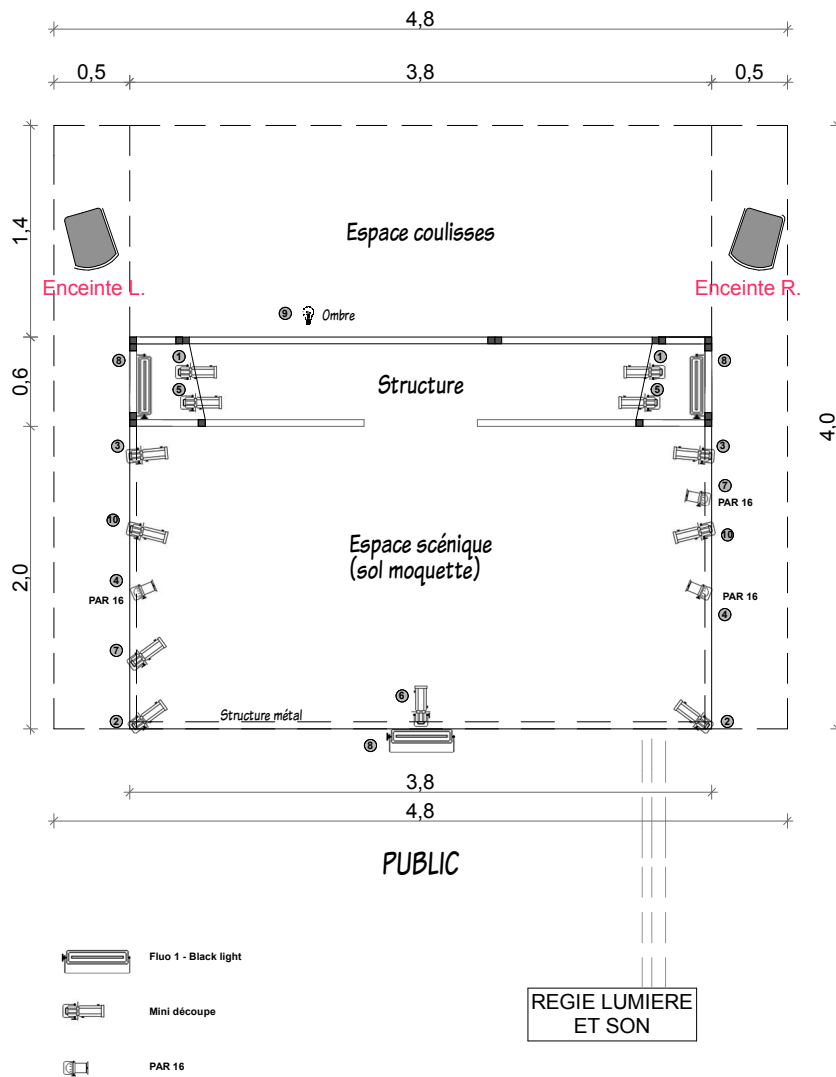 4,8
0,5
3,8
0,5
1,4
Espace coulisses
Enceinte L.
Enceinte R.
9
Ombre
0,6
8
1
1
8
Structure
5
5
4,0
3
3
7
PAR 16
10
10
Espace scénique
(sol moquette)
2,0
4
PAR 16
PAR 16
4
7
6
2
Structure métal
2
8
3,8
4,8
PUBLIC
Fluo 1 - Black light
Mini découpe
REGIE LUMIERE
ET SON
PAR 16